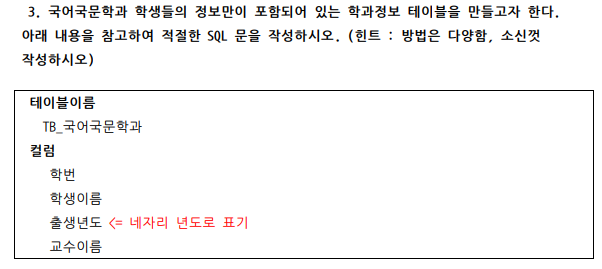 3. 국어국문학과 학생들의 정보만이 포함되어 있는 학과정보 테이블을 만들고자 한다.
아래 내용을 참고하여 적절한 SQL 문을 작성하시오. (힌트 : 방법은 다양함, 소신껏
작성하시오)
테이블이름
TB_국어국문학과
컬럼
학번
학생이름
출생년도 <= 네자리 년도로 표기
교수이름